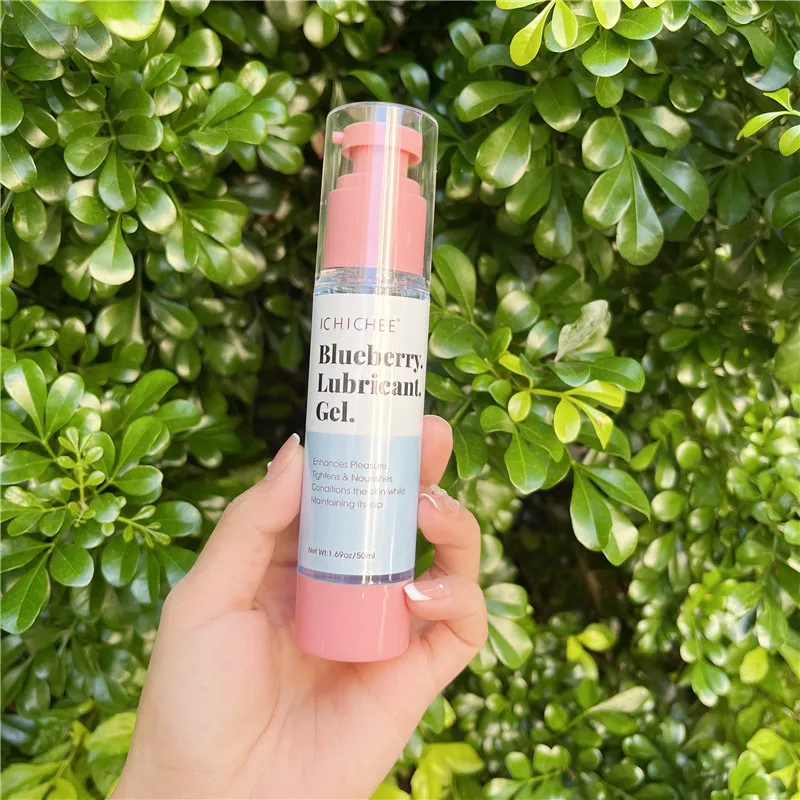 ICHICHEE®
Blueberry.
Lubricant.
Gel.
Enhances Pleasure
Tightens & Nourishes
Conditions the skin while
Maintaining its slip
Net Wt:1.69oz/50ml